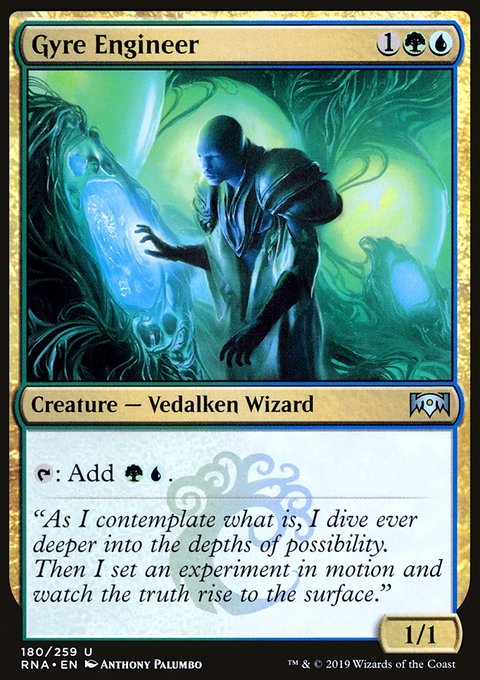 Gyre Engineer 1
Creature — Vedalken Wizard
: Add .
“As I contemplate what is, I dive ever
deeper into the depths of possibility.
Then I set an experiment in motion and
watch the truth rise to the surface.”
1/1
180/259 U
RNA • EN Anthony Palumbo
™ & © 2019 Wizards of the Coast